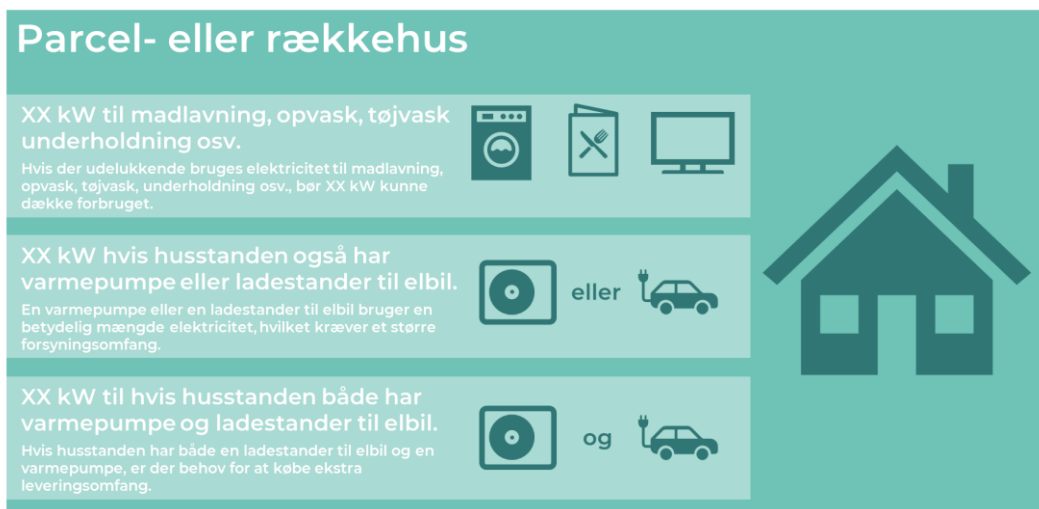 Parcel- eller rækkehus
XX kW til madlavning, opvask, tøjvask
underholdning osv.
Hvis der udelukkende bruges elektricitet til madlavning,
opvask, tøjvask, underholdning osv., bør XX kW kunne
dække forbruget.
XX kW hvis husstanden også har
varmepumpe eller ladestander til elbil.
En varmepumpe eller en ladestander til elbil bruger en
betydelig mængde elektricitet, hvilket kræver et større
forsyningsomfang.
eller
XX kW til hvis husstanden både har
varmepumpe og ladestander til elbil.
Hvis husstanden har både en ladestander til elbil og en
varmepumpe, er der behov for at købe ekstra
leveringsomfang.
og